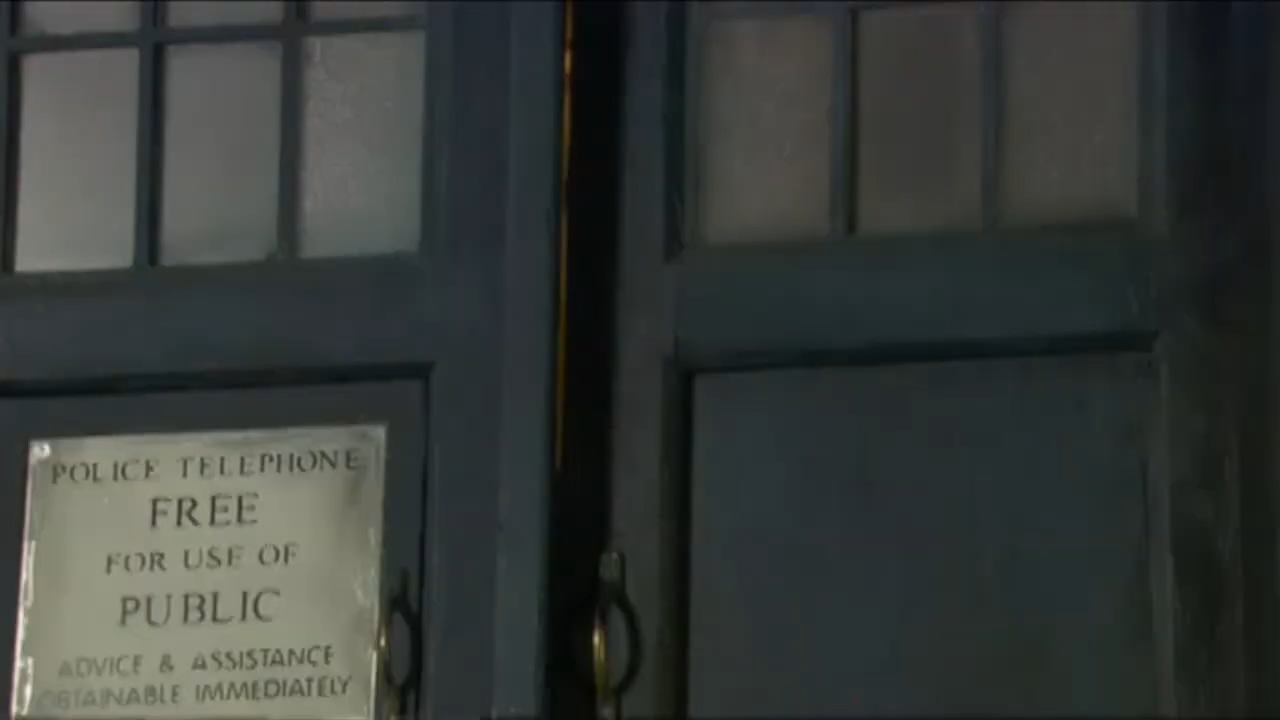 POLICE TELEPHONE
FREE
FOR USE OF
PUBLIC
ADVICE & ASSISTANCE
OBTAINABLE IMMEDIATELY